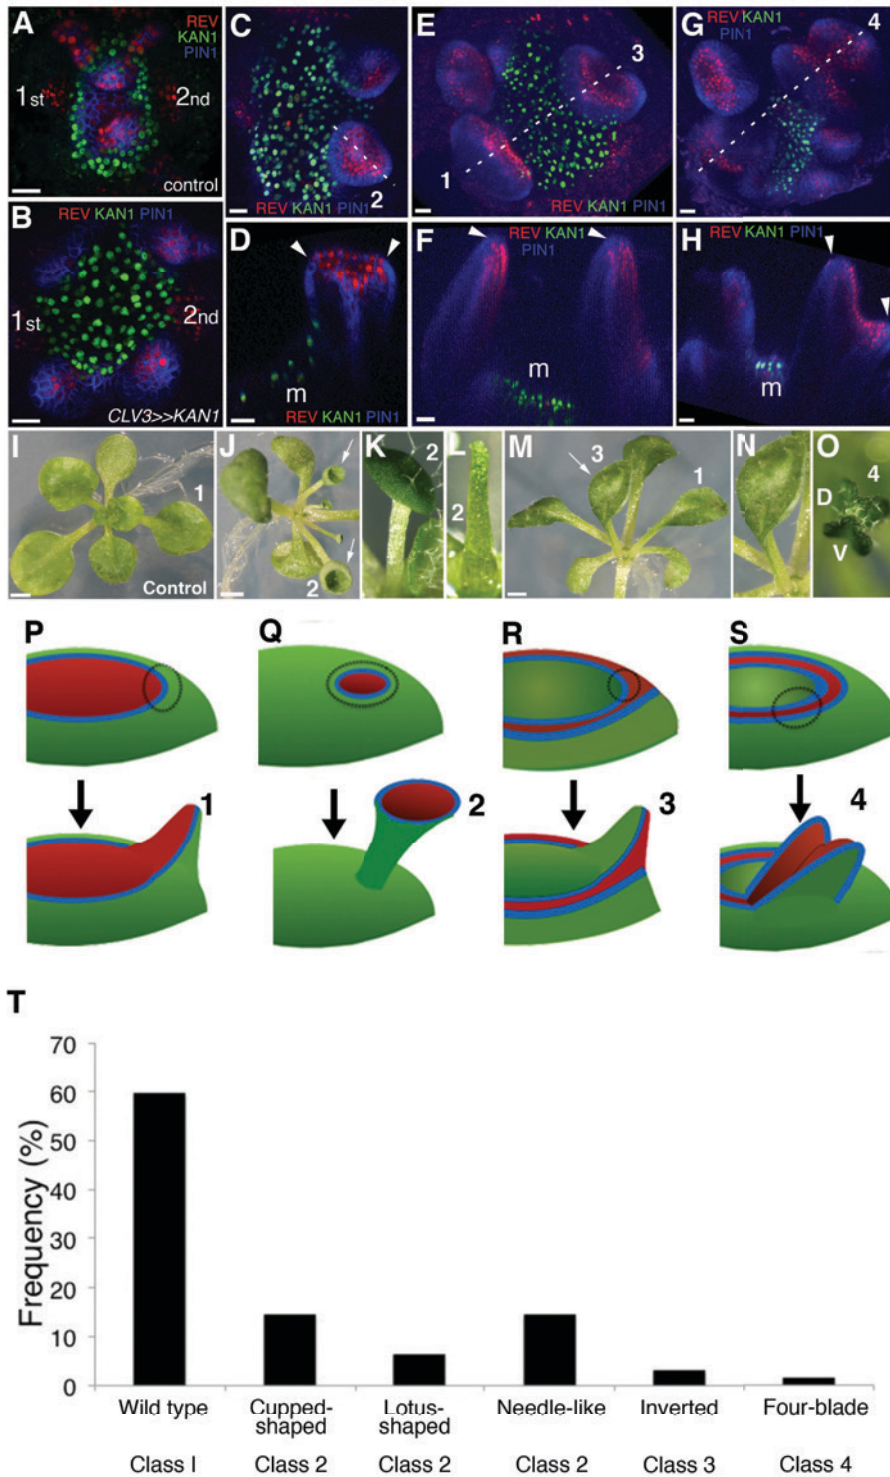 A
REV
KAN1
PIN1
1st
2nd
control
B
REV KAN1 PIN1
1st
2nd
CLV3>>KAN1
C
2
REV KAN1 PIN1
D
m
REV KAN1 PIN1
E
3
1
REV KAN1 PIN1
F
REV KAN1
PIN1
m
G
REV KAN1
PIN1
4
H
REV KAN1 PIN1
m
I
1
Control
J
2
K
2
L
2
M
3
1
N
O
4
D
V
P
1
Q
2
R
3
S
4
T
Frequency (%)
70
60
50
40
30
20
10
0
Wild type
Cupped-
shaped
Lotus-
shaped
Needle-like
Inverted
Four-blade
Class I
Class 2
Class 2
Class 2
Class 3
Class 4